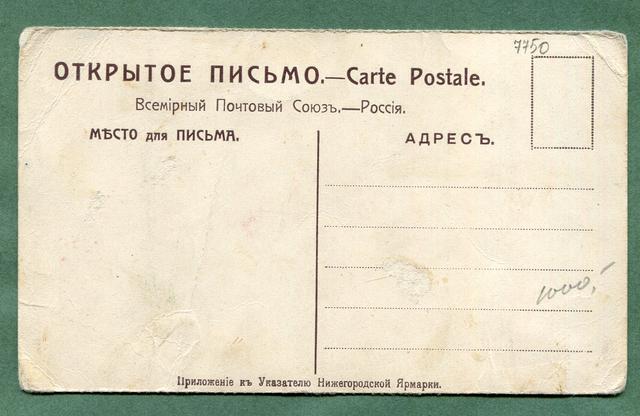 7750
ОТКРЫТОЕ ПИСЬМО.—Carte Postale.
Всемірный Почтовый Союзъ.—Россія.
МѢСТО для ПИСЬМА.
АДРЕСЪ.
1000,-
Приложеніе къ Указателю Нижегородской Ярмарки.